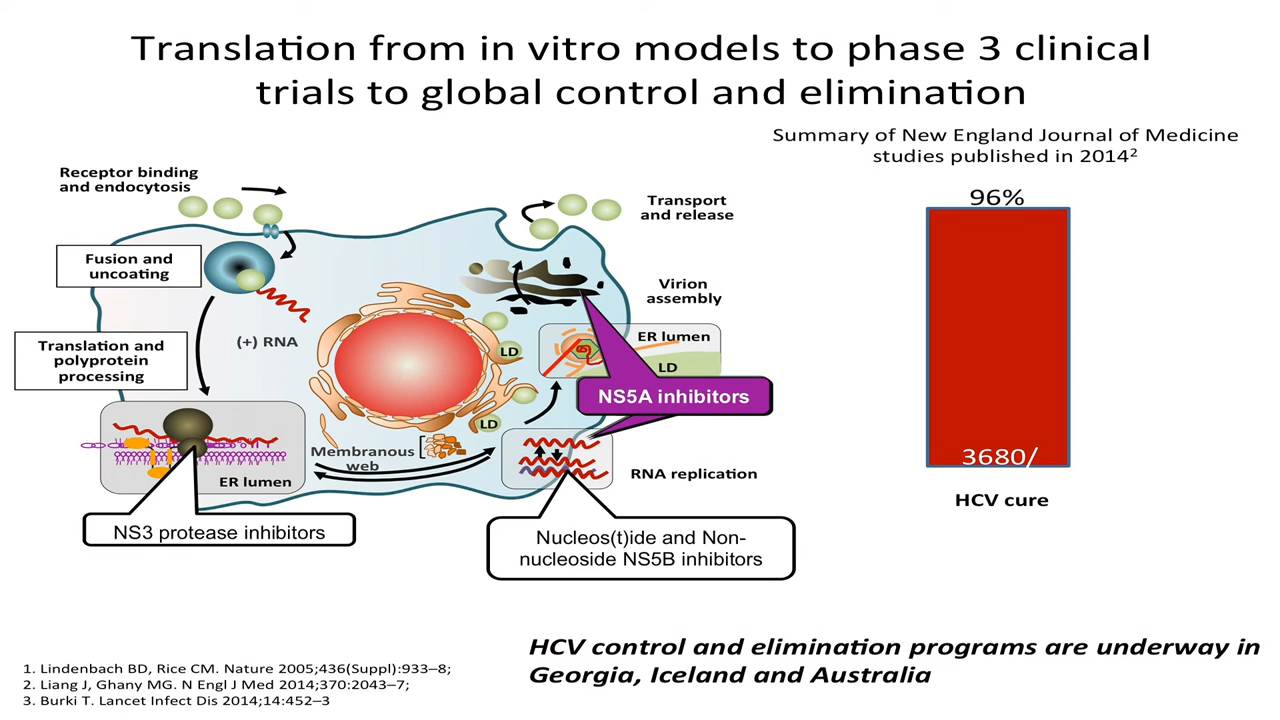 Translation from in vitro models to phase 3 clinical
trials to global control and elimination
Summary of New England Journal of Medicine
studies published in 2014²
Receptor binding
and endocytosis
Transport
and release
96%
Fusion and
uncoating
Virion
assembly
(+) RNA
ER lumen
LD
LD
Translation and
polyprotein
processing
NS5A inhibitors
LD
Membranous
web
ER lumen
RNA replication
3680/
HCV cure
NS3 protease inhibitors
Nucleos(t)ide and Non-
nucleoside NS5B inhibitors
HCV control and elimination programs are underway in
Georgia, Iceland and Australia
1. Lindenbach BD, Rice CM. Nature 2005;436(Suppl):933–8;
2. Liang J, Ghany MG. N Engl J Med 2014;370:2043–7;
3. Burki T. Lancet Infect Dis 2014;14:452–3